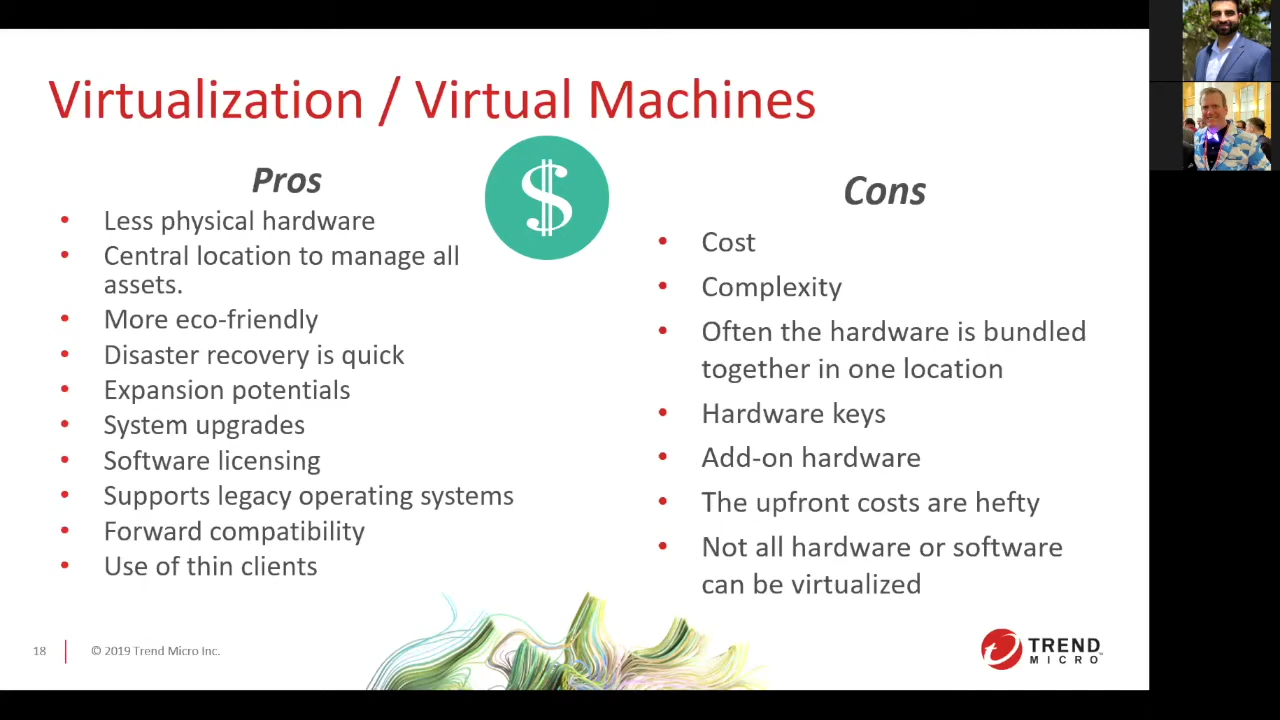 Virtualization / Virtual Machines
$
Pros
• Less physical hardware
• Central location to manage all
assets.
• More eco-friendly
• Disaster recovery is quick
• Expansion potentials
• System upgrades
• Software licensing
• Supports legacy operating systems
• Forward compatibility
• Use of thin clients
Cons
• Cost
• Complexity
• Often the hardware is bundled
together in one location
• Hardware keys
• Add-on hardware
• The upfront costs are hefty
• Not all hardware or software
can be virtualized
18
© 2019 Trend Micro Inc.
TREND
MICRO™